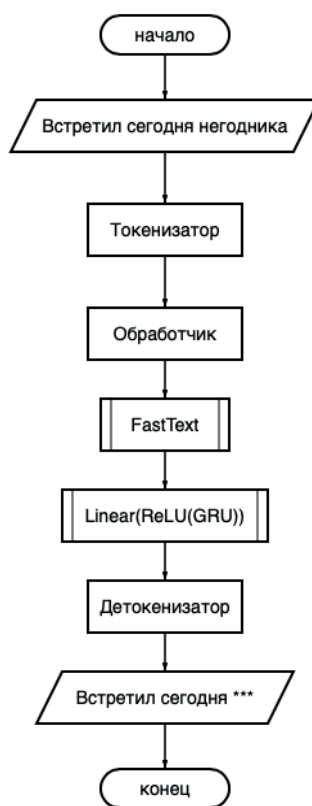 начало
Встретил сегодня негодника
Токенизатор
Обработчик
FastText
Linear(ReLU(GRU))
Детокенизатор
Встретил сегодня ***
конец